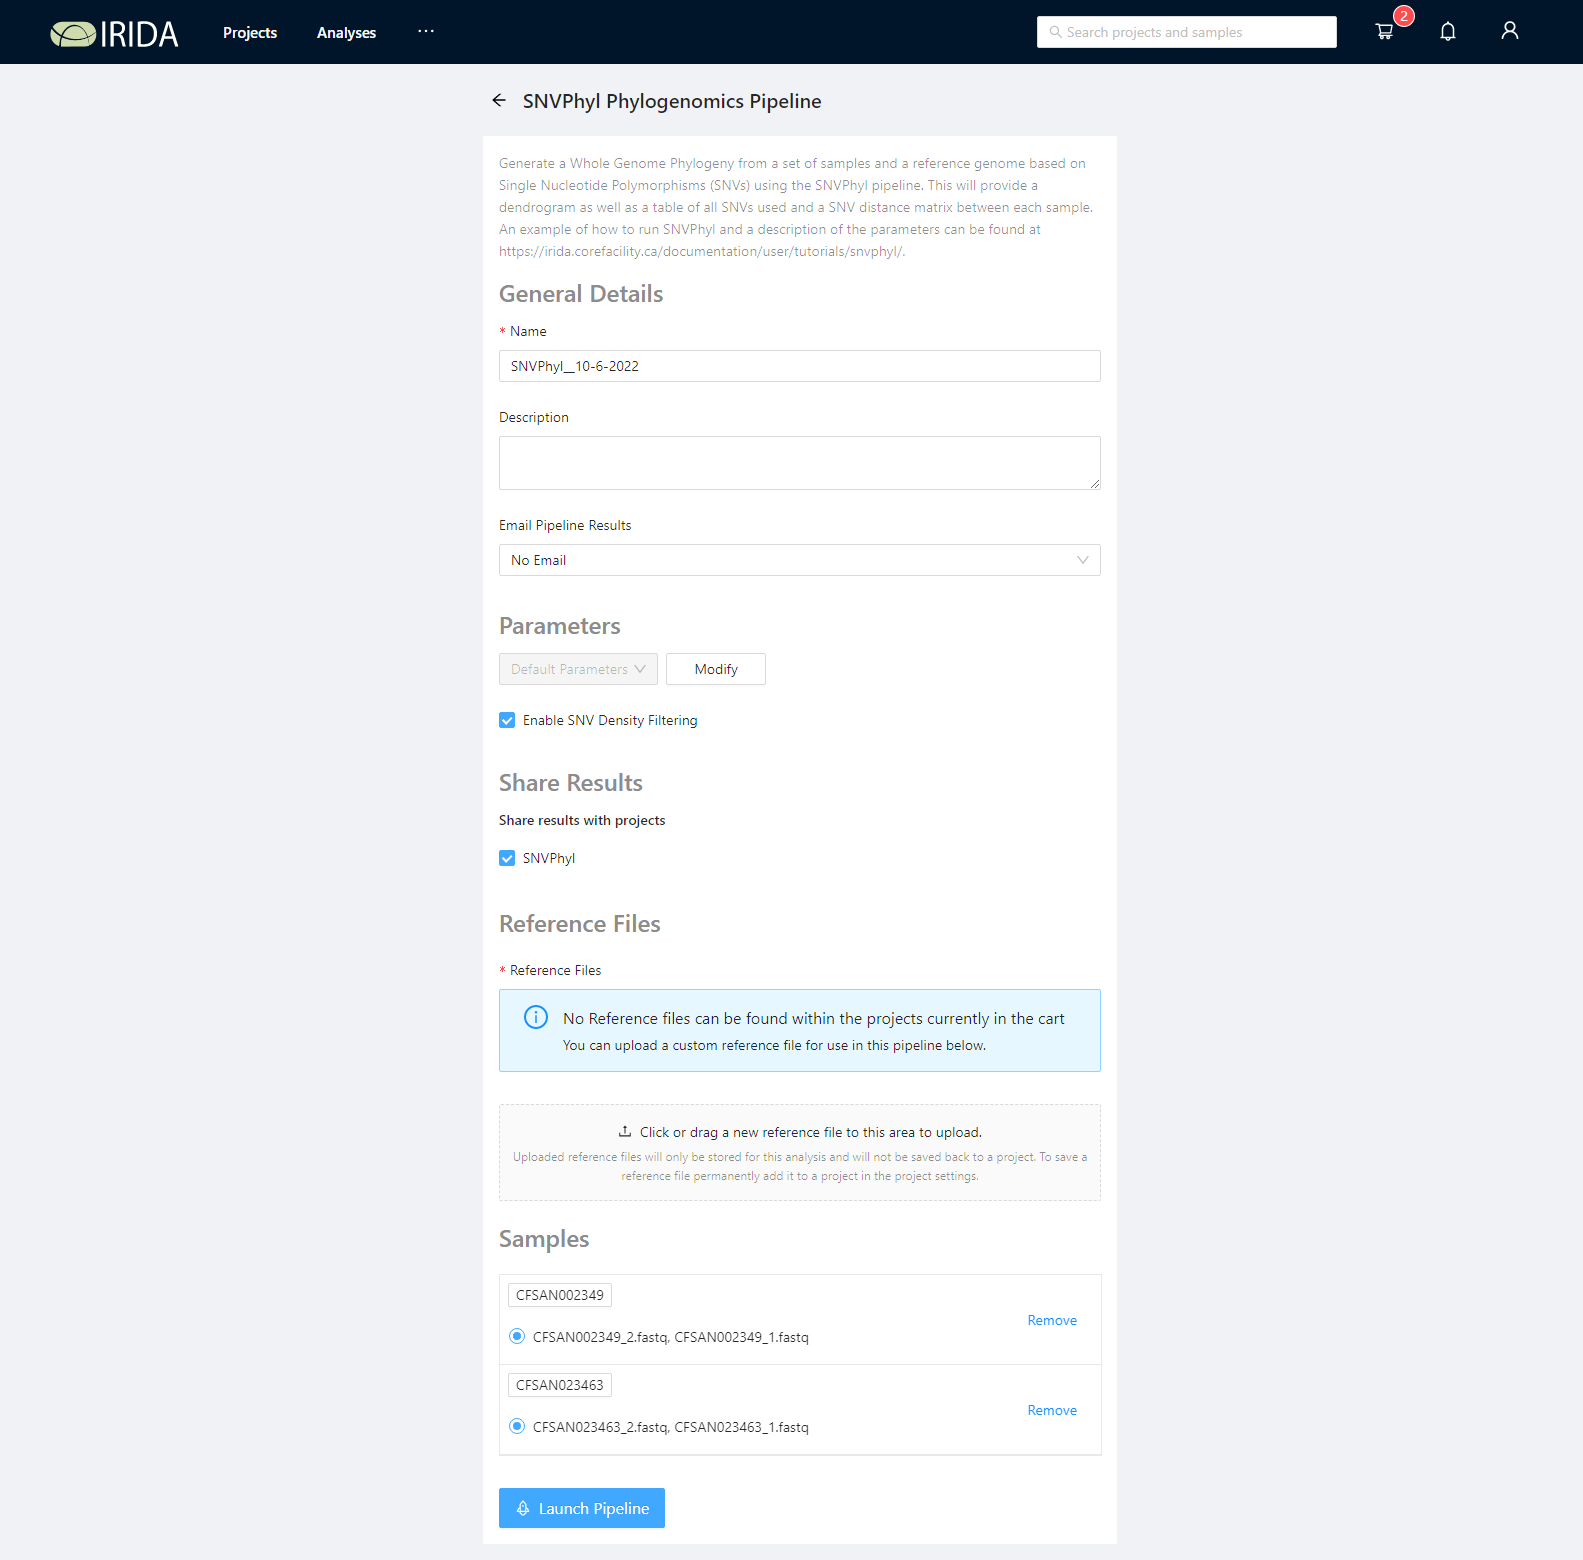 IRIDA
Projects
Analyses
···
Search projects and samples
2
SNVPhyl Phylogenomics Pipeline
Generate a Whole Genome Phylogeny from a set of samples and a reference genome based on
Single Nucleotide Polymorphisms (SNVs) using the SNVPhyl pipeline. This will provide a
dendrogram as well as a table of all SNVs used and a SNV distance matrix between each sample.
An example of how to run SNVPhyl and a description of the parameters can be found at
https://irida.corefacility.ca/documentation/user/tutorials/snvphyl/.
General Details
* Name
SNVPhyl__10-6-2022
Description
Email Pipeline Results
No Email
Parameters
Default Parameters
Modify
Enable SNV Density Filtering
Share Results
Share results with projects
SNVPhyl
Reference Files
* Reference Files
No Reference files can be found within the projects currently in the cart
You can upload a custom reference file for use in this pipeline below.
Click or drag a new reference file to this area to upload.
Uploaded reference files will only be stored for this analysis and will not be saved back to a project. To save a
reference file permanently add it to a project in the project settings.
Samples
CFSAN002349
CFSAN002349_2.fastq, CFSAN002349_1.fastq
Remove
CFSAN023463
CFSAN023463_2.fastq, CFSAN023463_1.fastq
Remove
Launch Pipeline